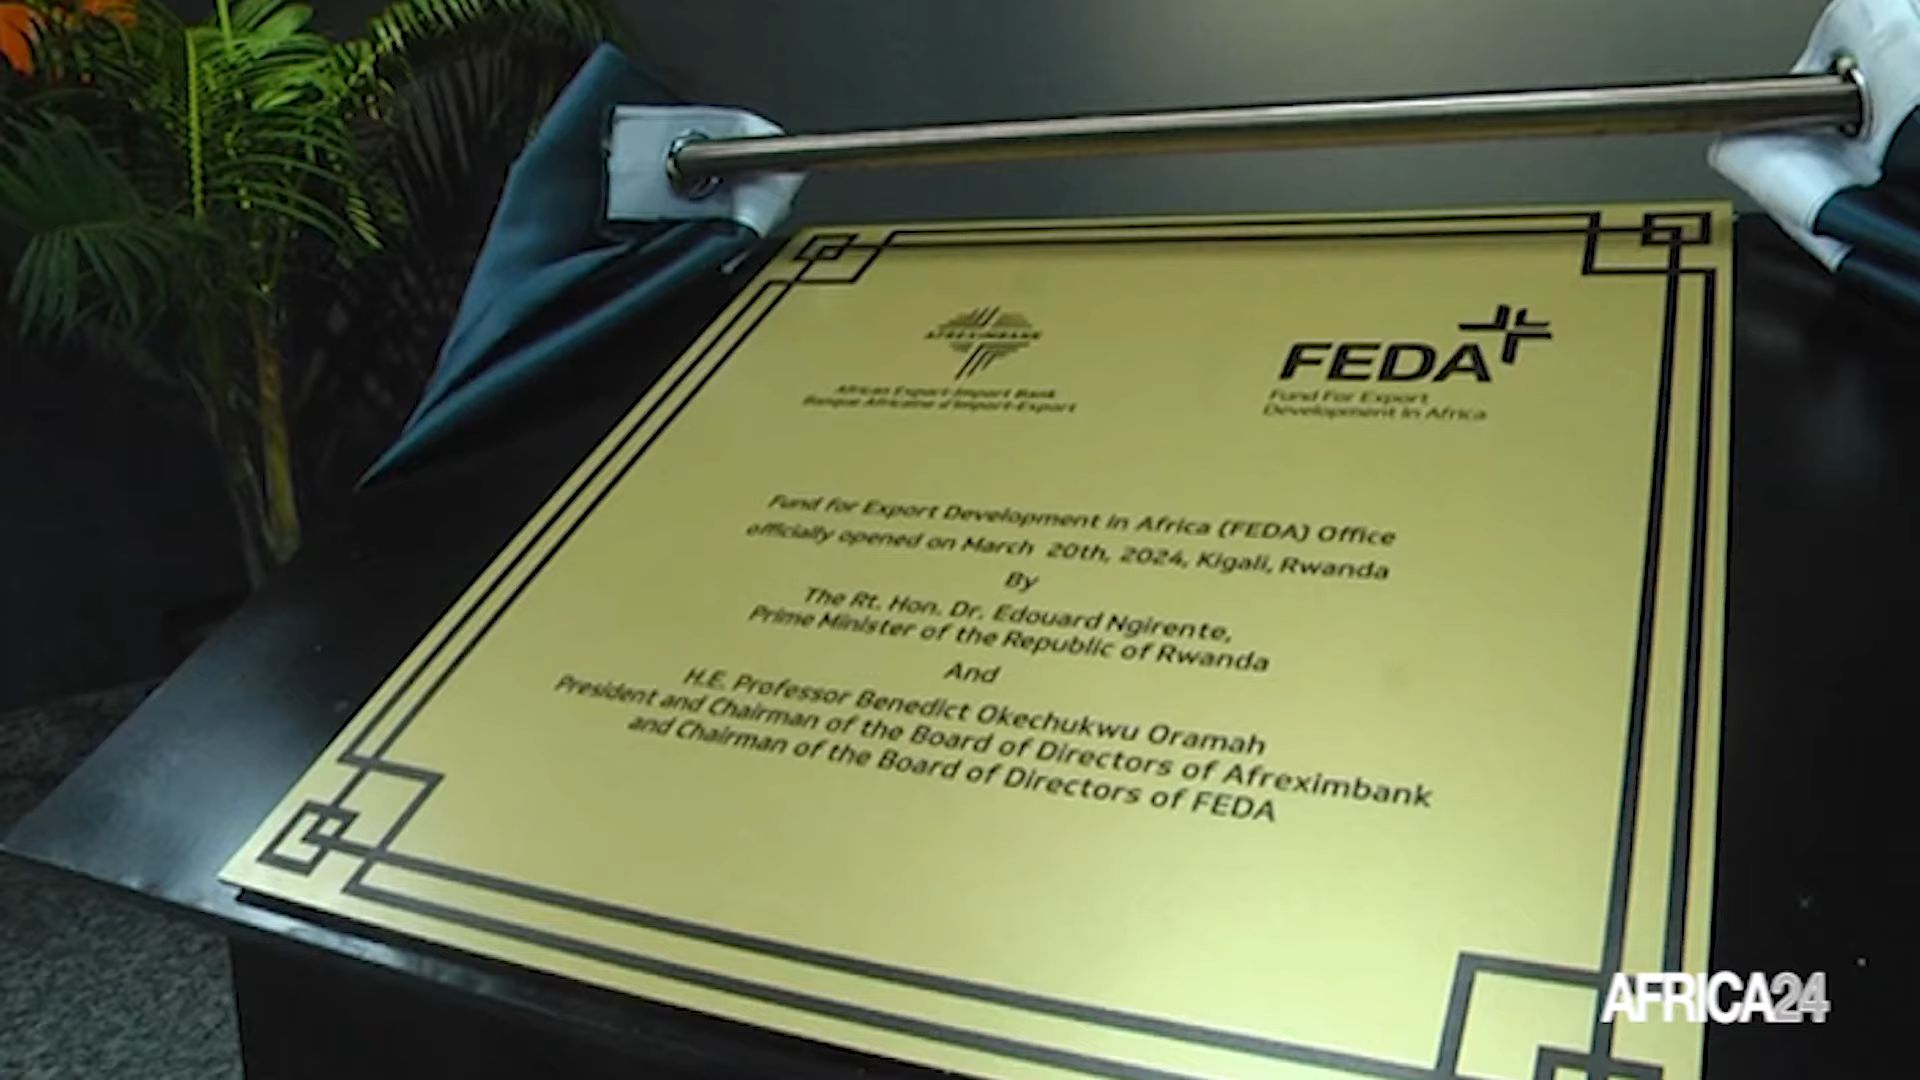 AFREXIMBANK
African Export-Import Bank
Banque Africaine d'Import-Export
FEDA
Fund For Export
Development In Africa
Fund for Export Development in Africa (FEDA) Office
officially opened on March 20th, 2024, Kigali, Rwanda
By
The Rt. Hon. Dr. Edouard Ngirente,
Prime Minister of the Republic of Rwanda
And
H.E. Professor Benedict Okechukwu Oramah
President and Chairman of the Board of Directors of Afreximbank
and Chairman of the Board of Directors of FEDA
AFRICA24